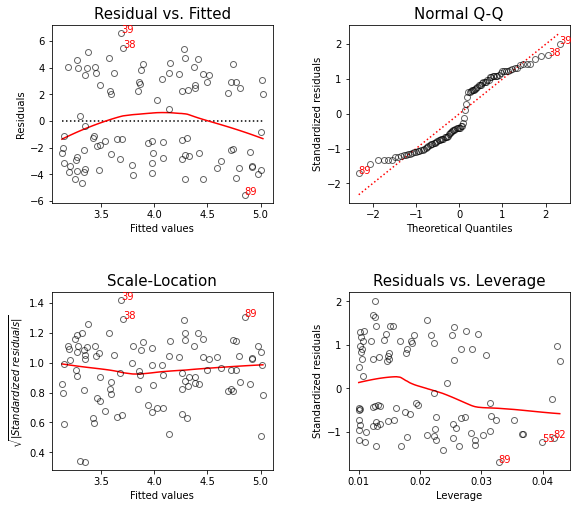 Residual vs. Fitted
Normal Q-Q
39
38
89
6
4
2
0
−2
−4
−6
Residuals
3.5 4.0 4.5 5.0
Fitted values
39
38
89
2
1
0
−1
−2
Standardized residuals
−2 −1 0 1 2
Theoretical Quantiles
Scale-Location
Residuals vs. Leverage
39
38
89
1.4
1.2
1.0
0.8
0.6
0.4
√|Standardized residuals|
3.5 4.0 4.5 5.0
Fitted values
82
55
89
2
1
0
−1
Standardized residuals
0.01 0.02 0.03 0.04
Leverage